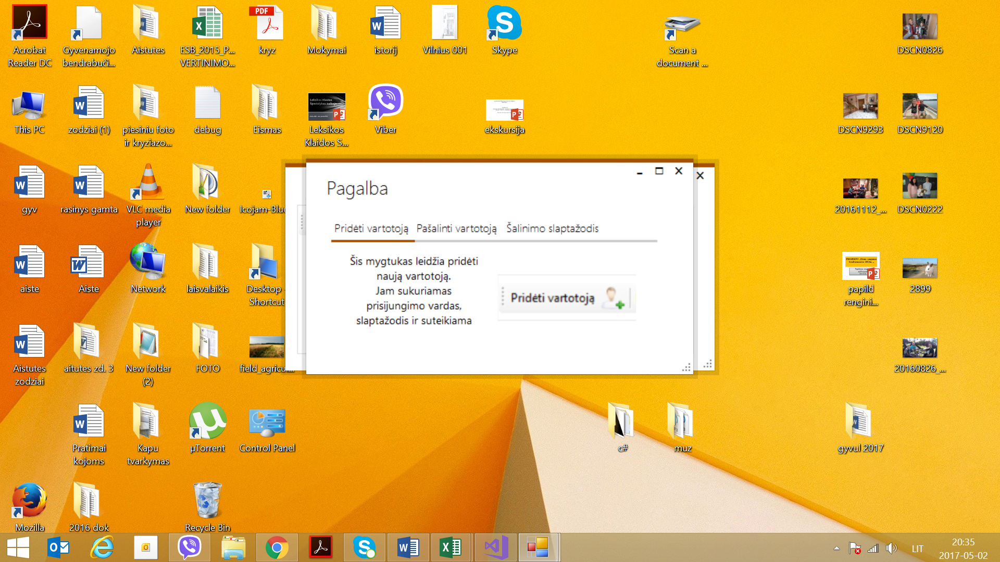 Acrobat
Reader DC
Gyvenamojo
bendrabuči...
Aistutes
ESB_2015_P...
VERTINIMO...
kryz
Mokymai
istorij
Vilnius 001
Skype
Scan a
document ...
DSCN0826
This PC
zodziai (1)
piesiniu foto
ir kryziazo...
debug
Eismas
Leksikos Klaidos
Leksikos
Klaidos S...
Viber
ekskursija
DSCN9293
DSCN9120
gyv
rasinys gamta
VLC media
player
New folder
Icojam-Blue
20161112_...
DSCN0222
Pagalba
Pridėti vartotoją
Pašalinti vartotoją
Šalinimo slaptažodis
Šis mygtukas leidžia pridėti
naują vartotoją.
Jam sukuriamas
prisijungimo vardas,
slaptažodis ir suteikiama
Pridėti vartotoją
aiste
Aiste
Network
laisvalaikis
Desktop -
Shortcut
papild
rengini...
2899
Aistutes
zodziai
aitutes zd. 3
New folder
(2)
FOTO
field_agricul...
20160826_...
Pratimai
kojoms
Kapu
tvarkymas
µTorrent
Control Panel
c#
muz
gyvul 2017
Mozilla
2016 dok
Recycle Bin
LIT
20:35
2017-05-02